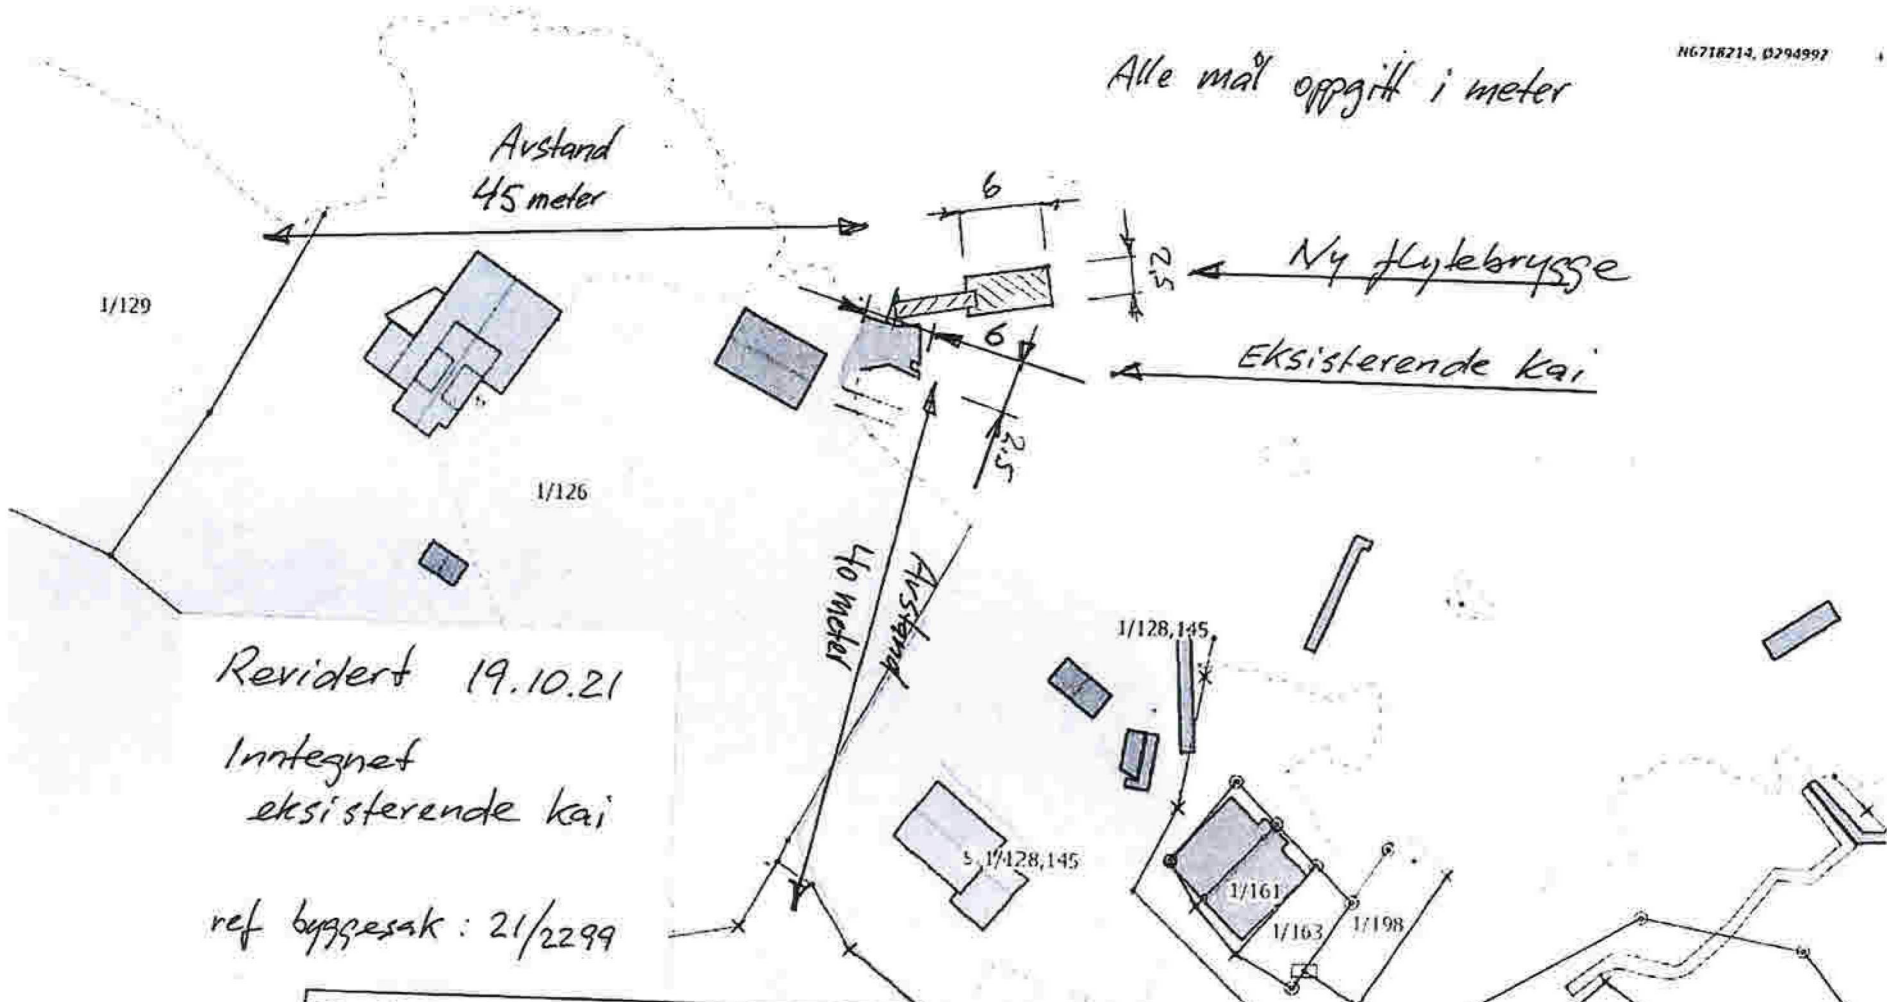 N6718214, Ø294992
Alle mål oppgitt i meter
Avstand
45 meter
6
2.5
Ny flytebrygge
1/129
6
Eksisterende kai
2.5
1/126
Avstand
40 meter
1/128,145
Revidert 19.10.21
Inntegnet
eksisterende kai
1/128,145
1/161
1/163
1/198
ref byggesak : 21/2299